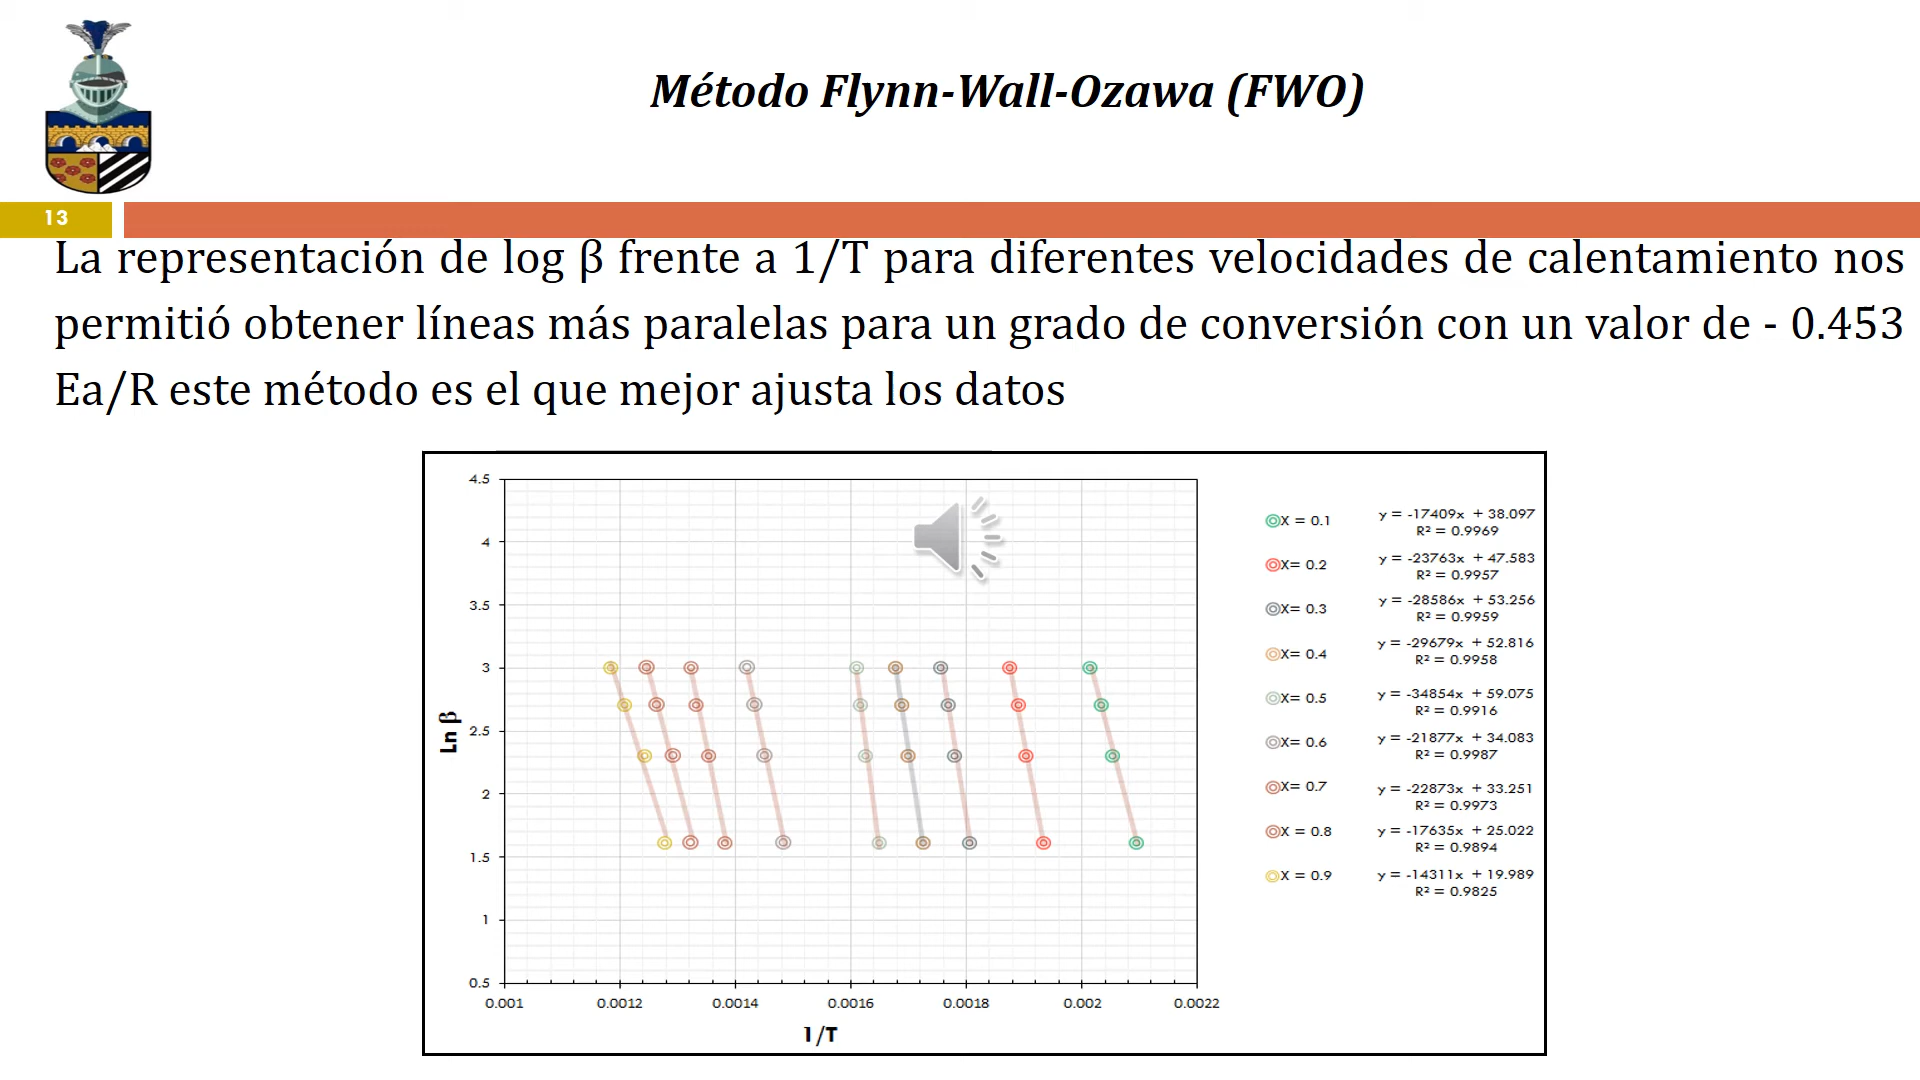 Método Flynn-Wall-Ozawa (FWO)
13
La representación de log β frente a 1/T para diferentes velocidades de calentamiento nos
permitió obtener líneas más paralelas para un grado de conversión con un valor de - 0.453
Ea/R este método es el que mejor ajusta los datos
4.5
4
3.5
3
2.5
2
1.5
1
0.5
Ln β
0.001 0.0012 0.0014 0.0016 0.0018 0.002 0.0022
1/T
X = 0.1 y = -17409x + 38.097
R² = 0.9969
X= 0.2 y = -23763x + 47.583
R² = 0.9957
X= 0.3 y = -28586x + 53.256
R² = 0.9959
X = 0.4 y = -29679x + 52.816
R² = 0.9958
X= 0.5 y = -34854x + 59.075
R² = 0.9916
X= 0.6 y = -21877x + 34.083
R² = 0.9987
X= 0.7 y = -22873x + 33.251
R² = 0.9973
X = 0.8 y = -17635x + 25.022
R² = 0.9894
X = 0.9 y = -14311x + 19.989
R² = 0.9825